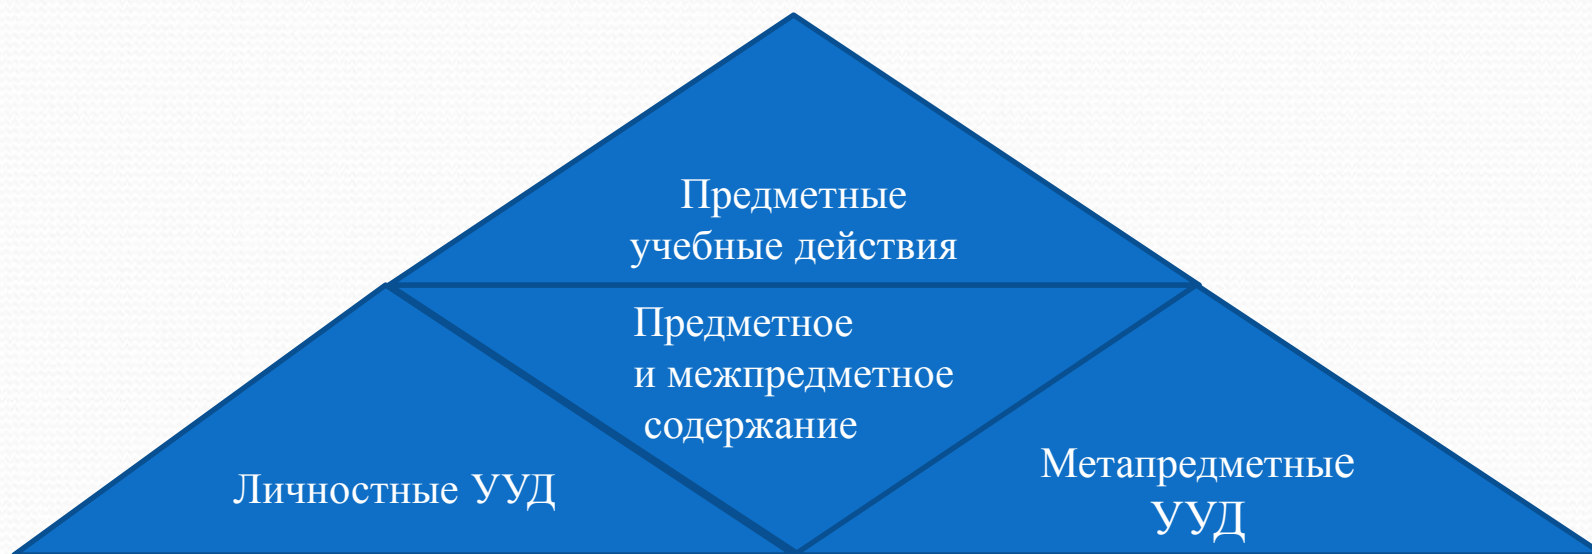 Предметные
учебные действия
Предметное
и межпредметное
содержание
Личностные УУД
Метапредметные
УУД